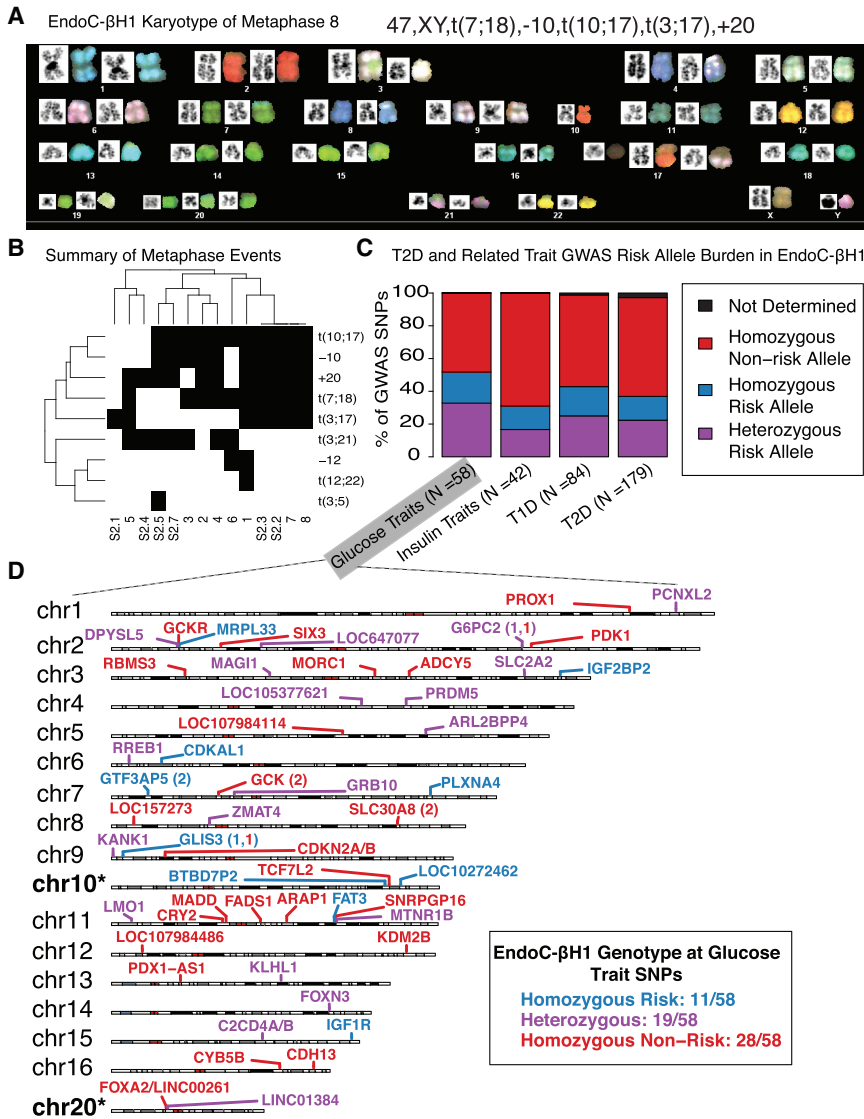 A
EndoC-βH1 Karyotype of Metaphase 8
47,XY,t(7;18),-10,t(10;17),t(3;17),+20
1
2
3
4
5
6
7
8
9
10
11
12
13
14
15
16
17
18
19
20
21
22
X
Y
B
Summary of Metaphase Events
t(10;17)
−10
+20
t(7;18)
t(3;17)
t(3;21)
−12
t(12;22)
t(3;5)
S2.1
5
S2.4
S2.5
S2.7
3
2
4
6
1
S2.3
S2.2
7
8
C
T2D and Related Trait GWAS Risk Allele Burden in EndoC-βH1
% of GWAS SNPs
100
80
60
40
20
0
Glucose Traits (N =58)
Insulin Traits (N =42)
T1D (N =84)
T2D (N =179)
Not Determined
Homozygous
Non−risk Allele
Homozygous
Risk Allele
Heterozygous
Risk Allele
D
chr1
PROX1
PCNXL2
chr2
DPYSL5
GCKR
MRPL33
SIX3
LOC647077
G6PC2 (1,1)
PDK1
chr3
RBMS3
MAGI1
MORC1
ADCY5
SLC2A2
IGF2BP2
chr4
LOC105377621
PRDM5
chr5
LOC107984114
ARL2BPP4
chr6
RREB1
CDKAL1
chr7
GTF3AP5 (2)
GCK (2)
GRB10
PLXNA4
chr8
LOC157273
ZMAT4
SLC30A8 (2)
chr9
KANK1
GLIS3 (1,1)
CDKN2A/B
chr10*
BTBD7P2
TCF7L2
LOC10272462
chr11
LMO1
MADD
CRY2
FADS1
ARAP1
FAT3
SNRPGP16
MTNR1B
chr12
LOC107984486
KDM2B
chr13
PDX1−AS1
KLHL1
chr14
FOXN3
chr15
C2CD4A/B
IGF1R
chr16
CYB5B
CDH13
chr20*
FOXA2/LINC00261
LINC01384
EndoC-βH1 Genotype at Glucose
Trait SNPs
Homozygous Risk: 11/58
Heterozygous: 19/58
Homozygous Non−Risk: 28/58